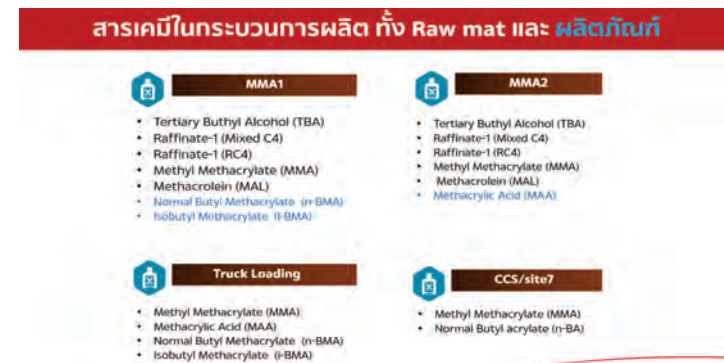 สารเคมีในกระบวนการผลิต ทั้ง Raw mat และ ผลิตภัณฑ์
MMA1
• Tertiary Buthyl Alcohol (TBA)
• Raffinate-1 (Mixed C4)
• Raffinate-1 (RC4)
• Methyl Methacrylate (MMA)
• Methacrolein (MAL)
• Normal Butyl Methacrylate (n-BMA)
• Isobutyl Methacrylate (i-BMA)
MMA2
• Tertiary Buthyl Alcohol (TBA)
• Raffinate-1 (Mixed C4)
• Raffinate-1 (RC4)
• Methyl Methacrylate (MMA)
• Methacrolein (MAL)
• Methacrylic Acid (MAA)
Truck Loading
• Methyl Methacrylate (MMA)
• Methacrylic Acid (MAA)
• Normal Butyl Methacrylate (n-BMA)
• Isobutyl Methacrylate (i-BMA)
CCS/site7
• Methyl Methacrylate (MMA)
• Normal Butyl acrylate (n-BA)